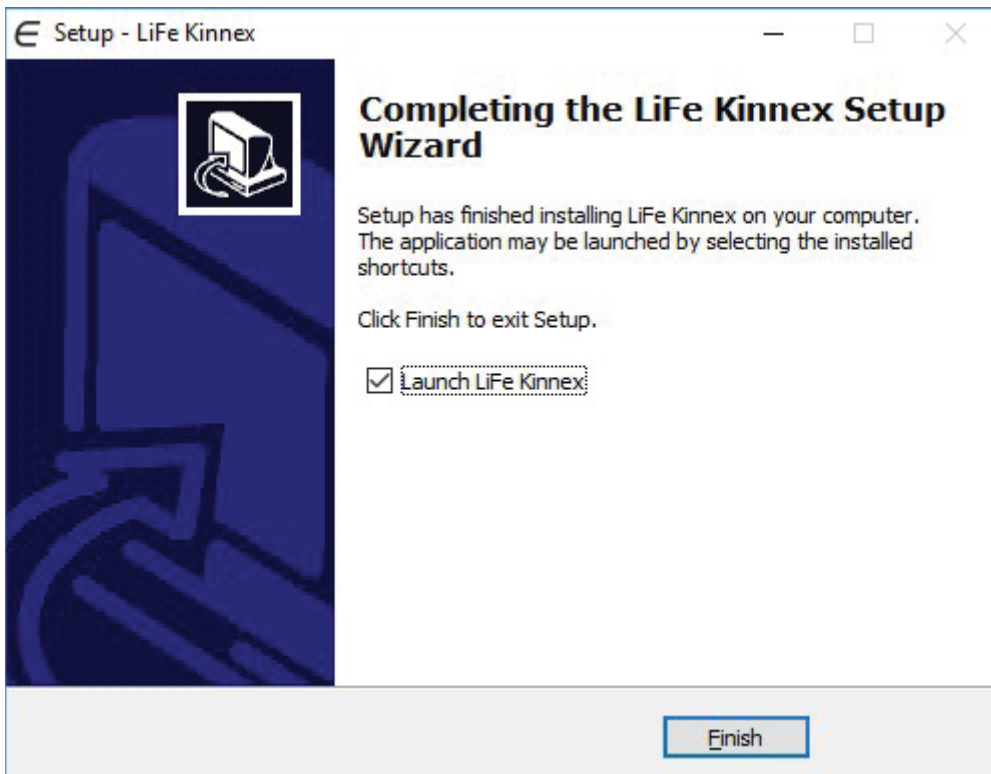 Setup - LiFe Kinnex
Completing the LiFe Kinnex Setup
Wizard
Setup has finished installing LiFe Kinnex on your computer.
The application may be launched by selecting the installed
shortcuts.
Click Finish to exit Setup.
Launch LiFe Kinnex
Finish